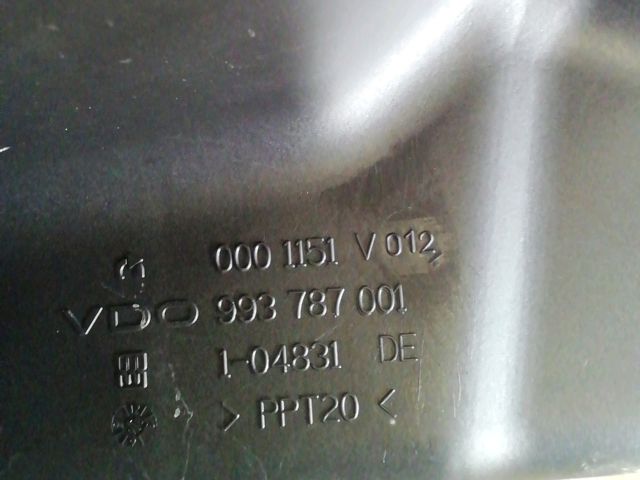 000 1151 V 012
VDO 993 787 001
1-04831 DE
> PPT20 <